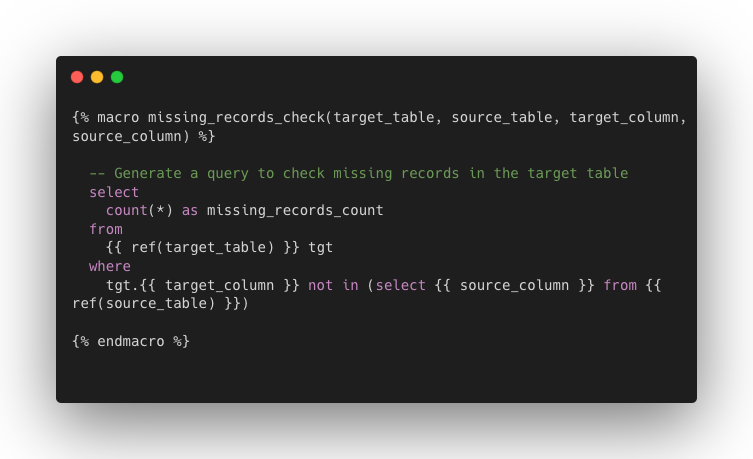 {% macro missing_records_check(target_table, source_table, target_column,
source_column) %}
-- Generate a query to check missing records in the target table
select
count(*) as missing_records_count
from
{{ ref(target_table) }} tgt
where
tgt.{{ target_column }} not in (select {{ source_column }} from {{
ref(source_table) }})
{% endmacro %}